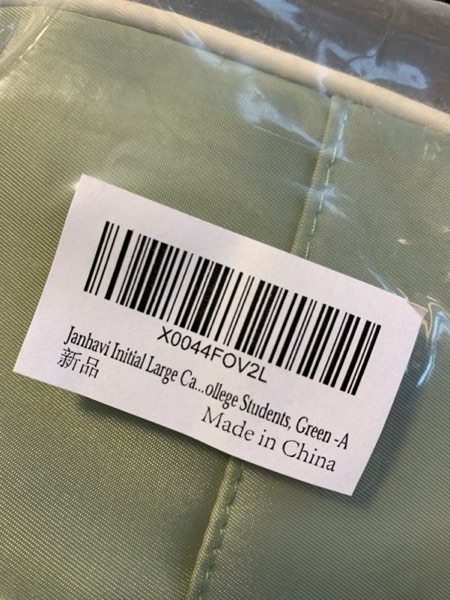 X0044FOV2L
Janhavi Initial Large Ca...ollege Students, Green -A
新品
Made in China